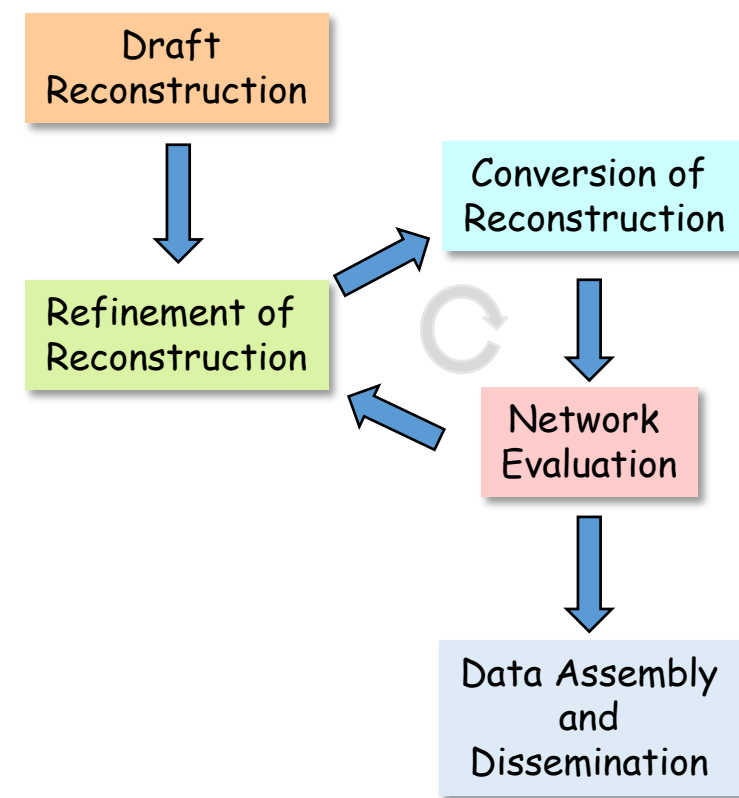 Draft
Reconstruction
Conversion of
Reconstruction
Refinement of
Reconstruction
Network
Evaluation
Data Assembly
and
Dissemination